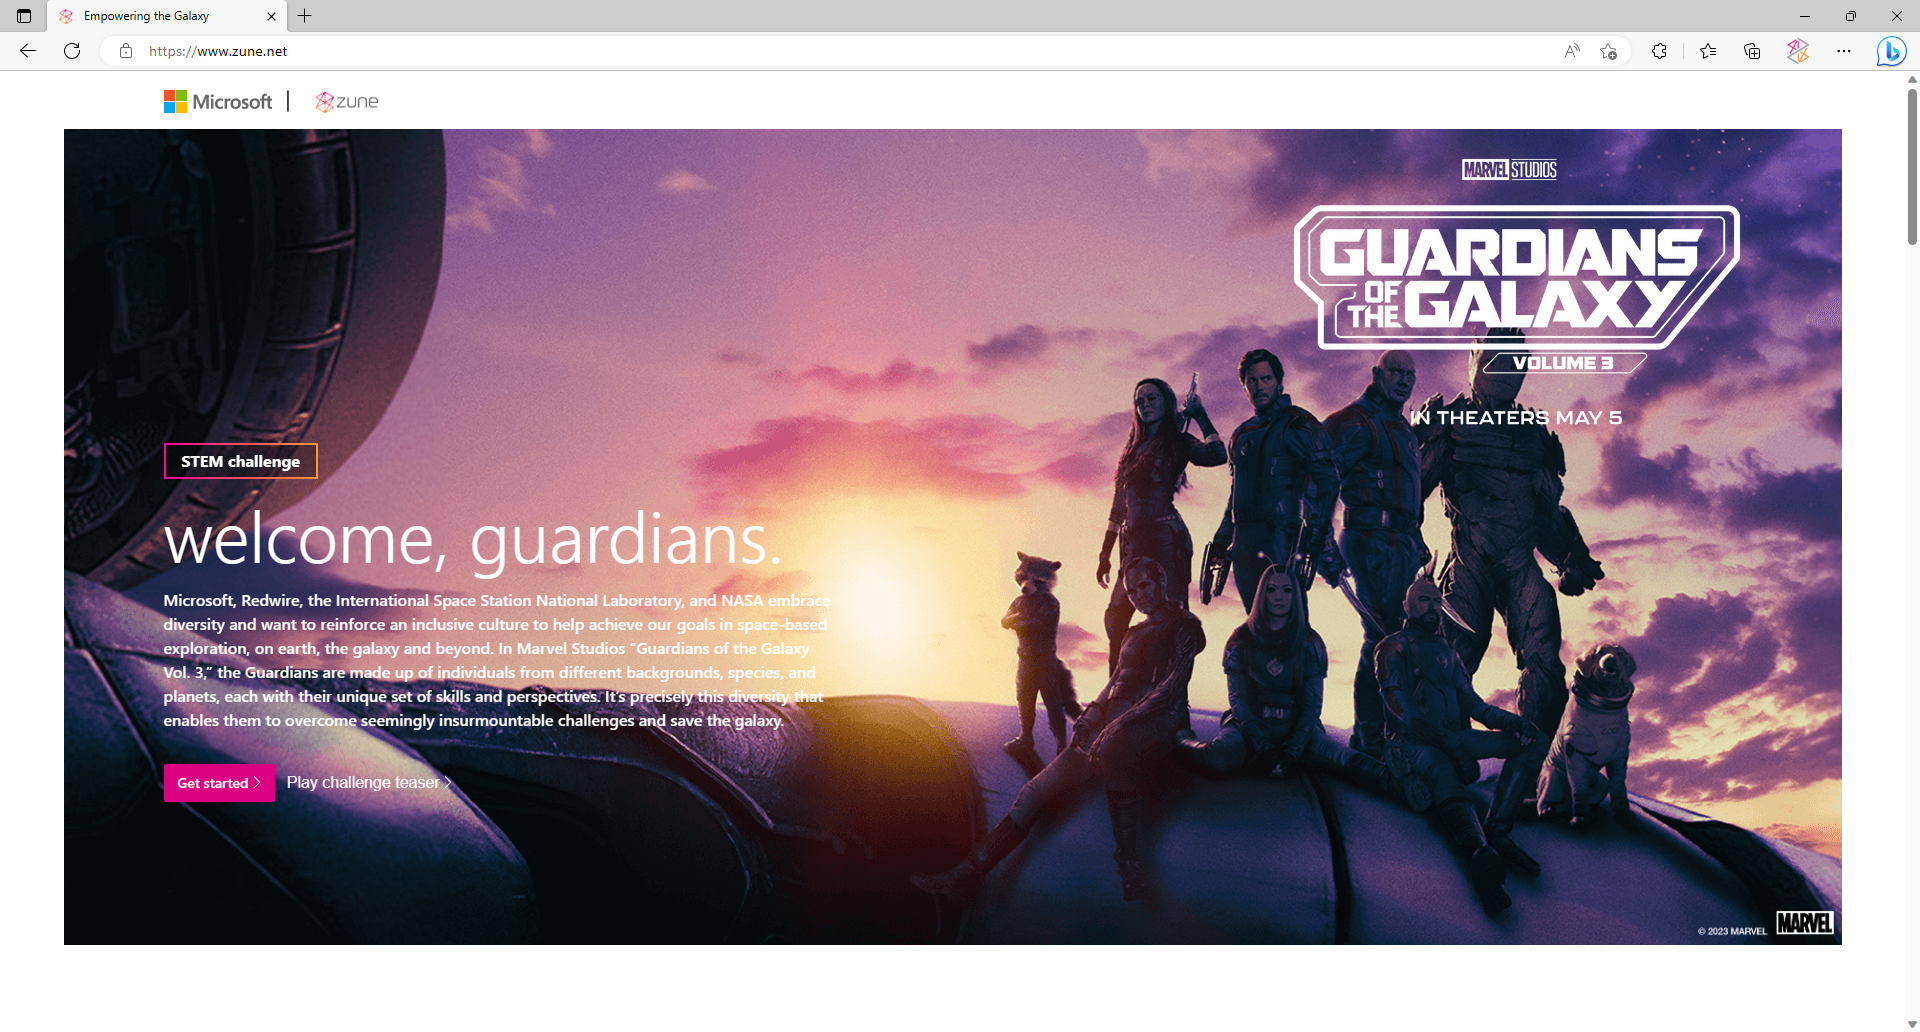 Empowering the Galaxy
https://www.zune.net
Microsoft | zune
MARVEL STUDIOS
GUARDIANS
OF THE GALAXY
VOLUME 3
IN THEATERS MAY 5
STEM challenge
welcome, guardians.
Microsoft, Redwire, the International Space Station National Laboratory, and NASA embrace
diversity and want to reinforce an inclusive culture to help achieve our goals in space-based
exploration, on earth, the galaxy and beyond. In Marvel Studios “Guardians of the Galaxy
Vol. 3,” the Guardians are made up of individuals from different backgrounds, species, and
planets, each with their unique set of skills and perspectives. It’s precisely this diversity that
enables them to overcome seemingly insurmountable challenges and save the galaxy.
Get started >
Play challenge teaser >
© 2023 MARVEL MARVEL